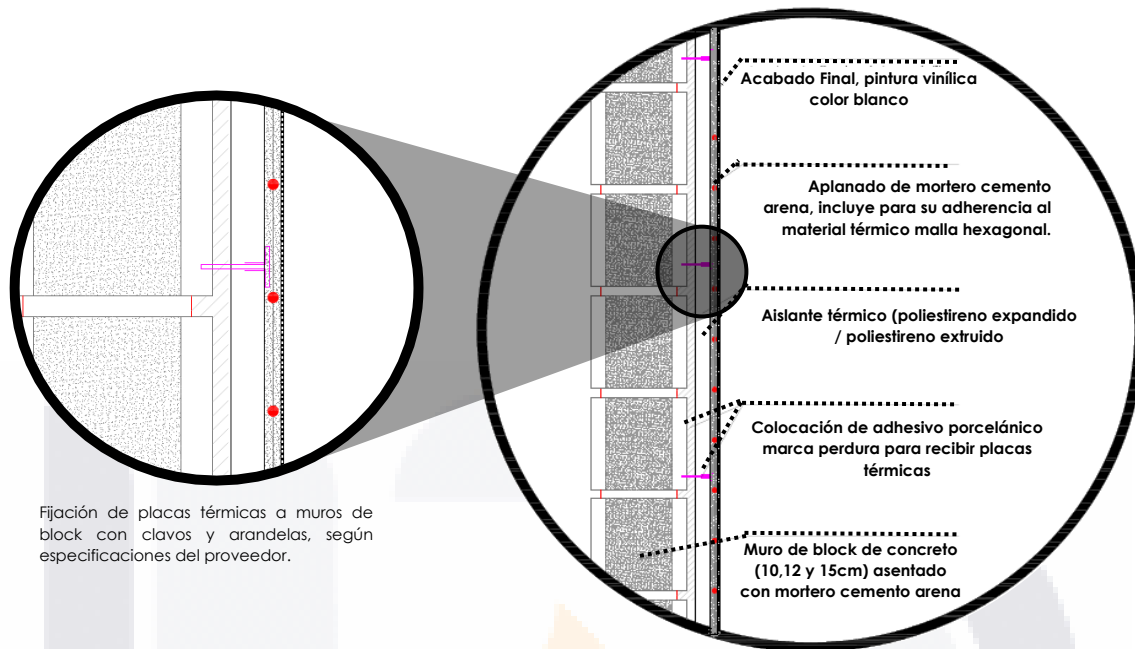 Acabado Final, pintura vinílica
color blanco
Aplanado de mortero cemento
arena, incluye para su adherencia al
material térmico malla hexagonal.
Aislante térmico (poliestireno expandido
/ poliestireno extruido
Colocación de adhesivo porcelánico
marca perdura para recibir placas
térmicas
Muro de block de concreto
(10,12 y 15cm) asentado
con mortero cemento arena
Fijación de placas térmicas a muros de
block con clavos y arandelas, según
especificaciones del proveedor.